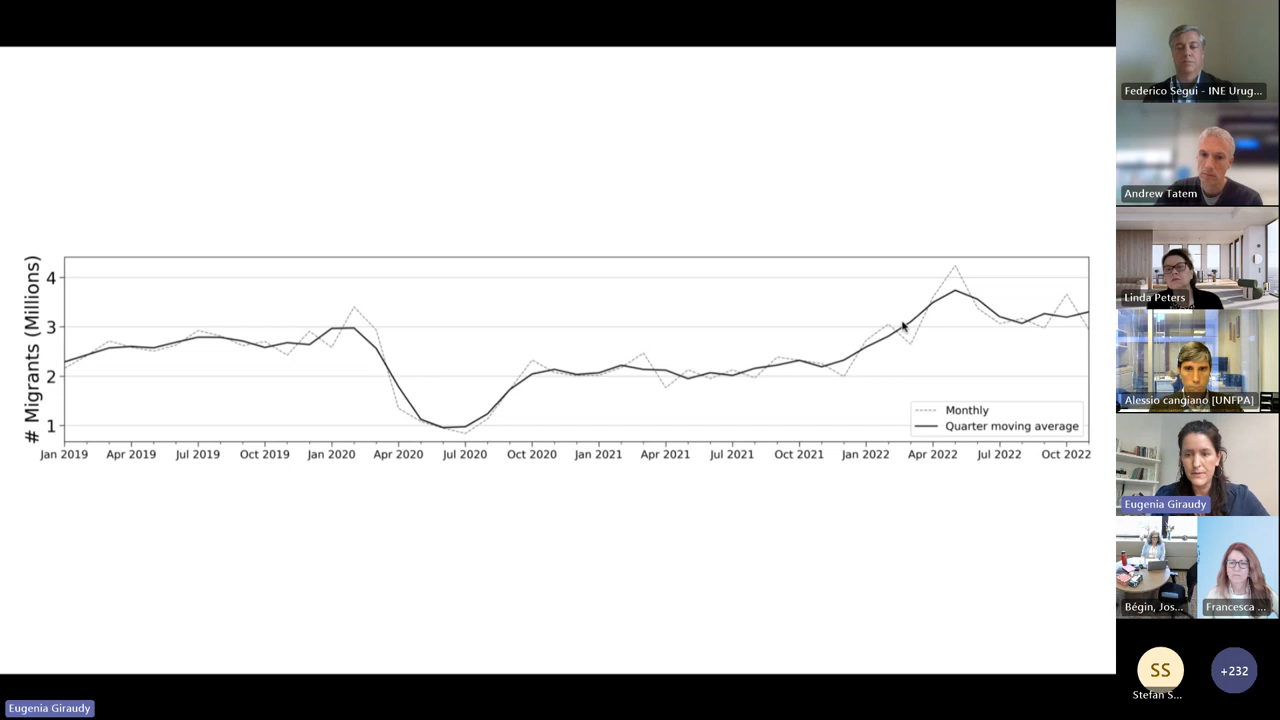 # Migrants (Millions)
4
3
2
1
Jan 2019 Apr 2019 Jul 2019 Oct 2019 Jan 2020 Apr 2020 Jul 2020 Oct 2020 Jan 2021 Apr 2021 Jul 2021 Oct 2021 Jan 2022 Apr 2022 Jul 2022 Oct 2022
Monthly
Quarter moving average
Federico Segui - INE Urug...
Andrew Tatem
Linda Peters
Alessio cangiano [UNFPA]
Eugenia Giraudy
Bégin, Jos...
Francesca ...
SS
Stefan S...
+232
Eugenia Giraudy